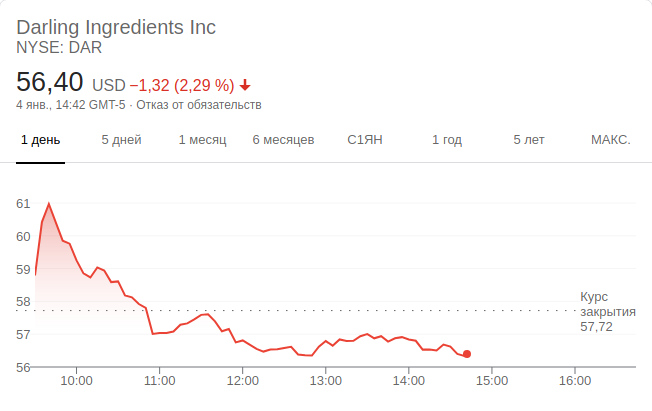 Darling Ingredients Inc
NYSE: DAR
56,40 USD −1,32 (2,29 %)
4 янв., 14:42 GMT-5 · Отказ от обязательств
1 день 5 дней 1 месяц 6 месяцев С1ЯН 1 год 5 лет МАКС.
61
60
59
58
57
56
Курс
закрытия
57,72
10:00 11:00 12:00 13:00 14:00 15:00 16:00